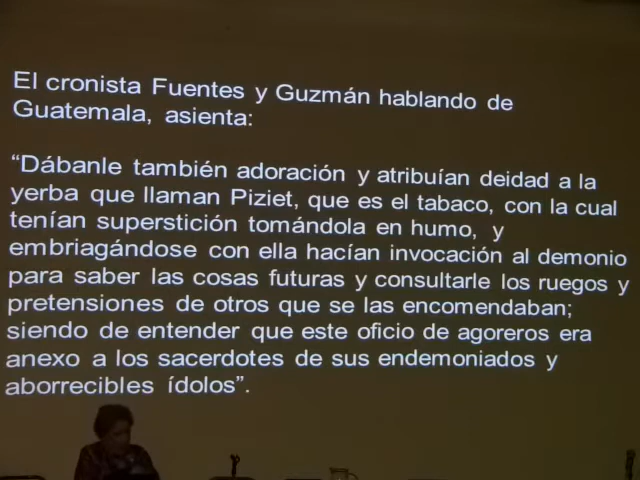 El cronista Fuentes y Guzmán hablando de
Guatemala, asienta:
“Dábanle también adoración y atribuían deidad a la
yerba que llaman Piziet, que es el tabaco, con la cual
tenían superstición tomándola en humo, y
embriagándose con ella hacían invocación al demonio
para saber las cosas futuras y consultarle los ruegos y
pretensiones de otros que se las encomendaban;
siendo de entender que este oficio de agoreros era
anexo a los sacerdotes de sus endemoniados y
aborrecibles ídolos”.